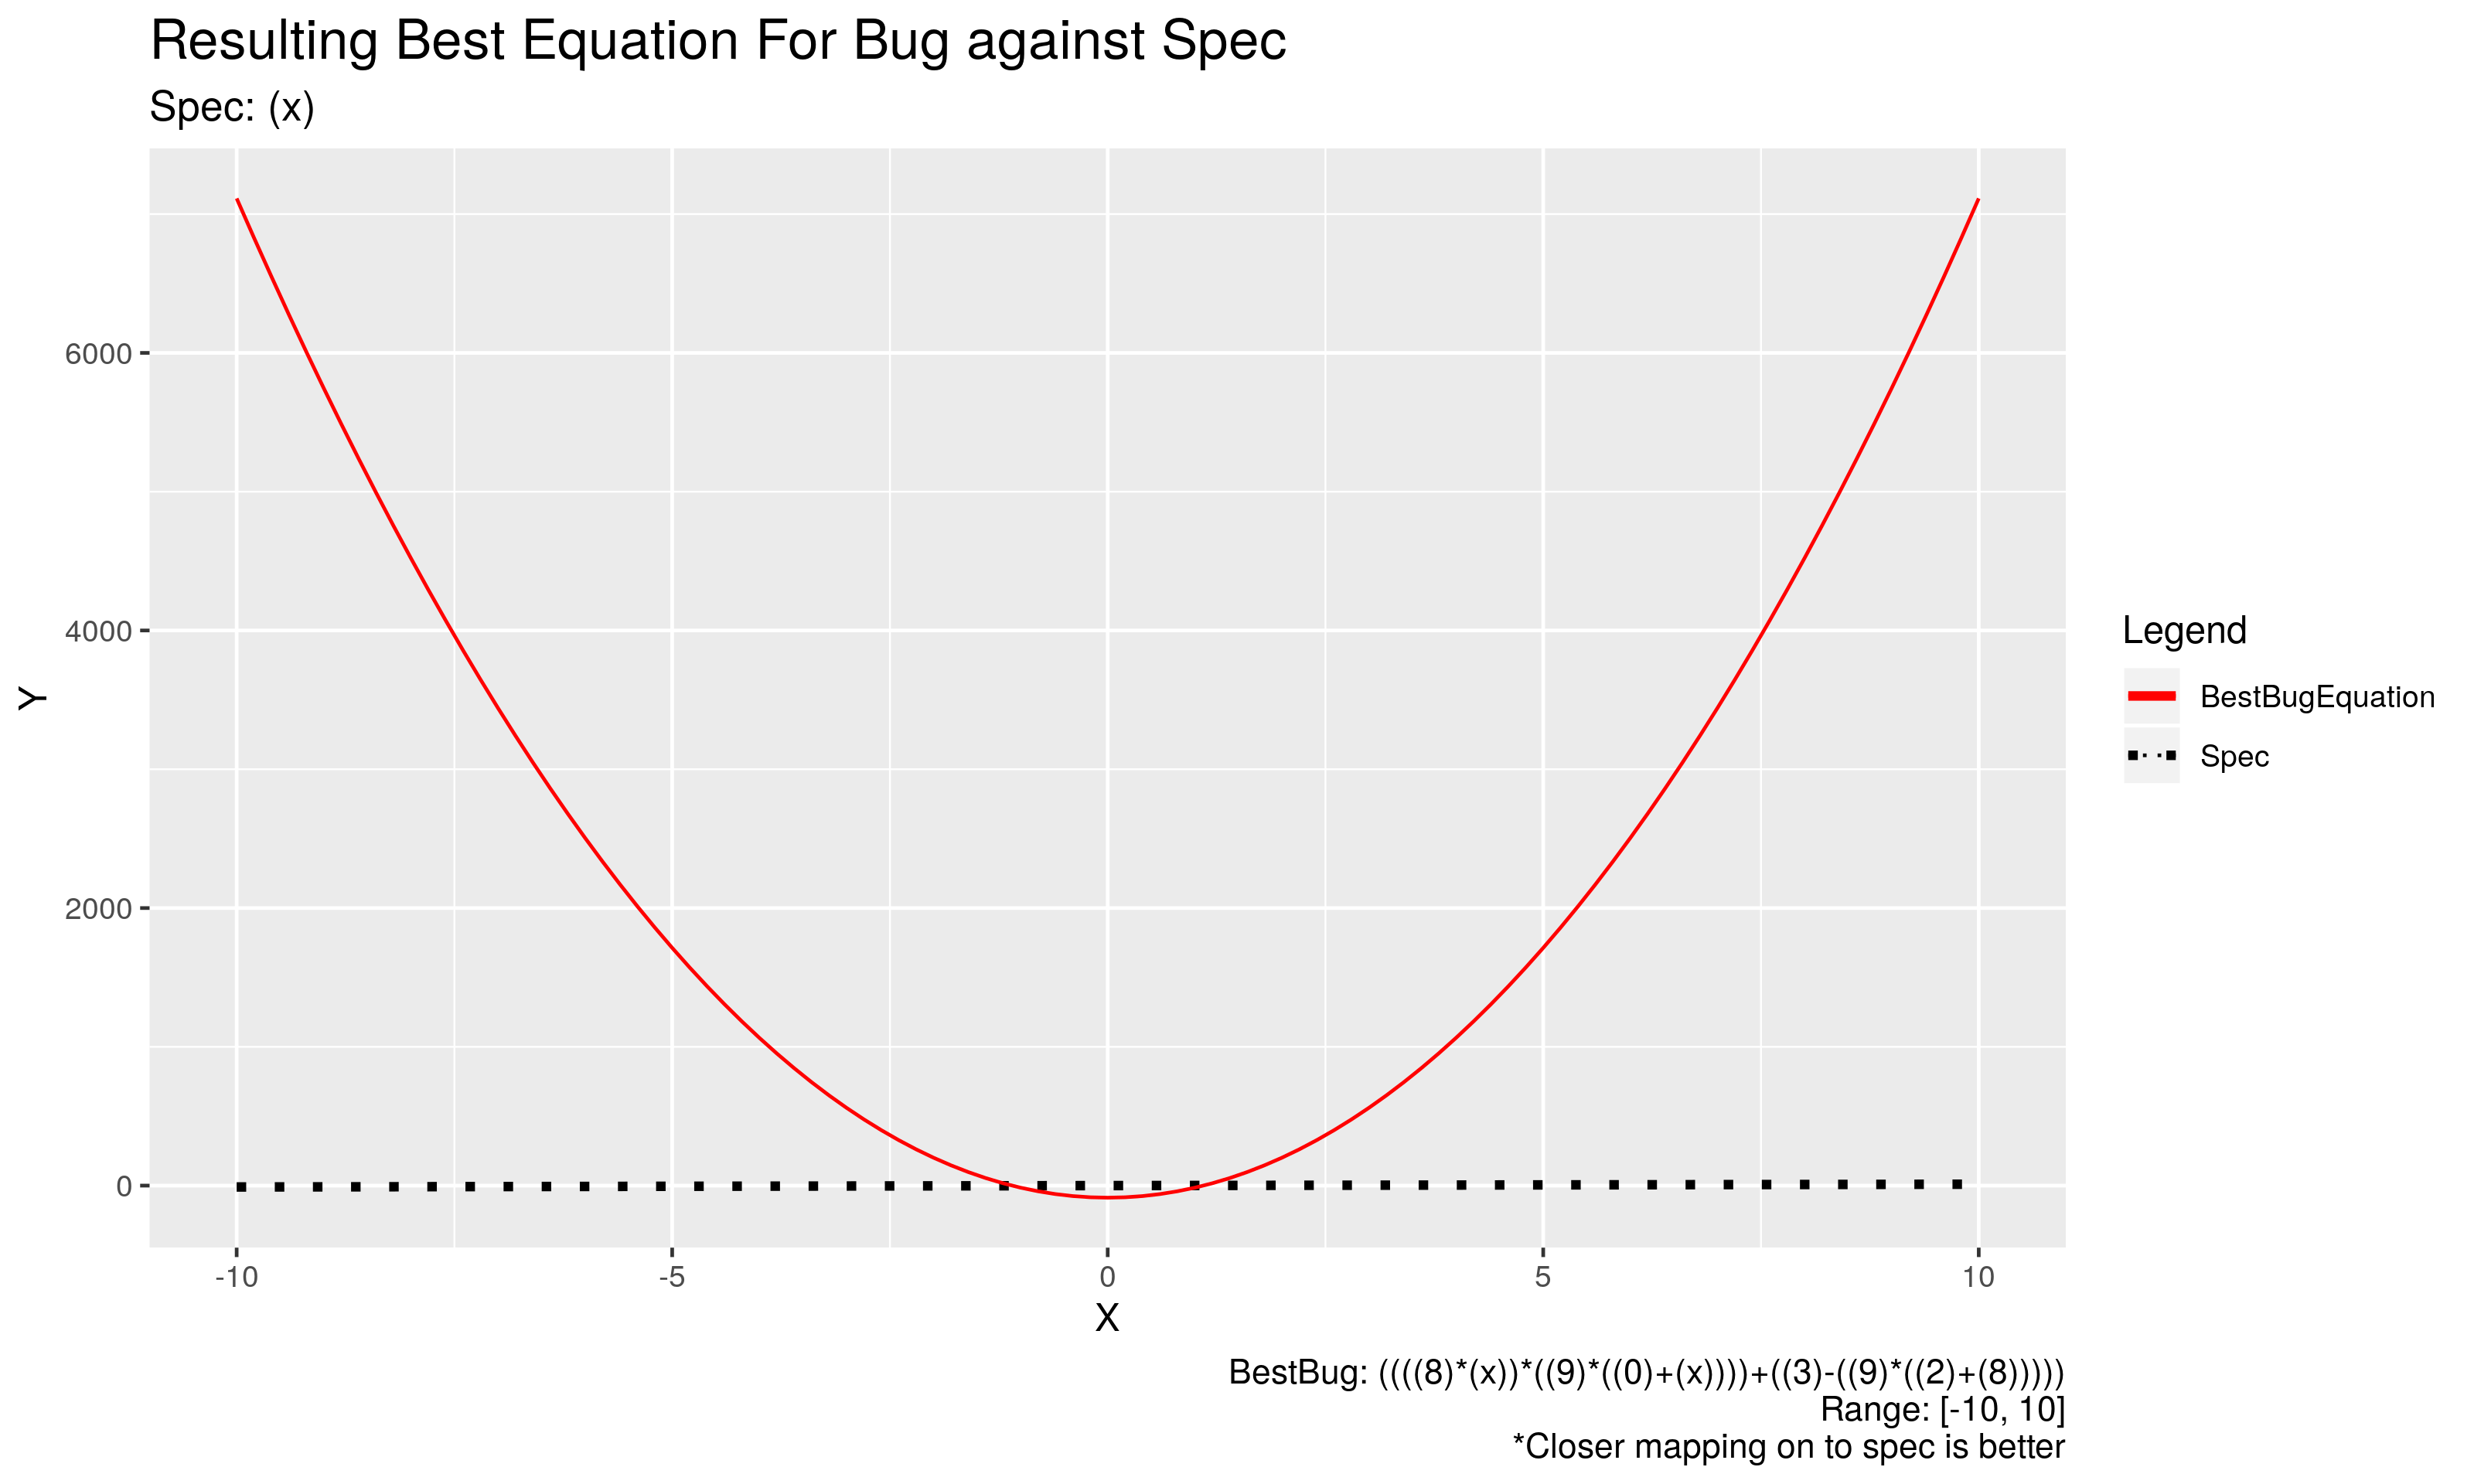 Resulting Best Equation For Bug against Spec
Spec: (x)
Y
6000
4000
2000
0
-10
-5
0
5
10
X
Legend
BestBugEquation
Spec
BestBug: ((((8)*(x))*((9)*((0)+(x))))+((3)-((9)*((2)+(8)))))
Range: [-10, 10]
*Closer mapping on to spec is better